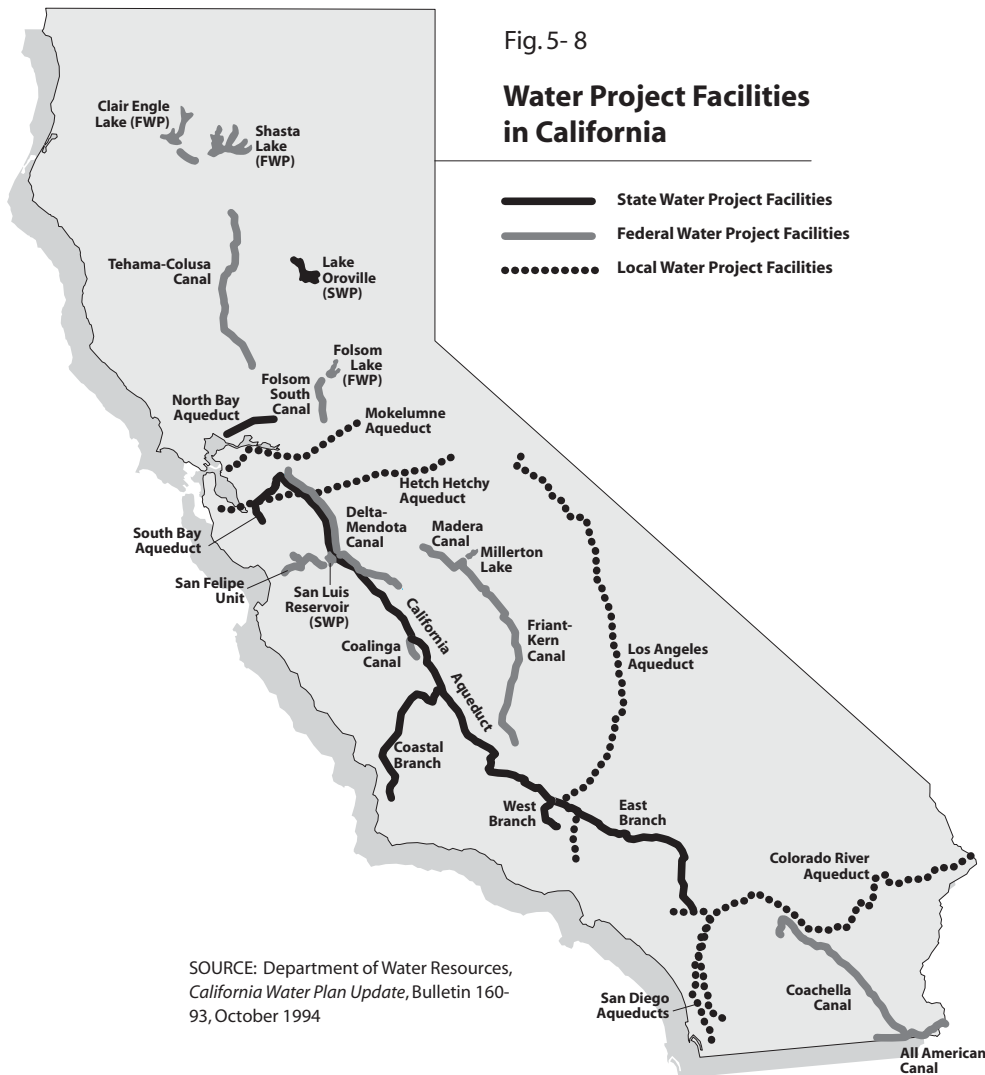 Fig. 5- 8
Water Project Facilities
in California
State Water Project Facilities
Federal Water Project Facilities
Local Water Project Facilities
Clair Engle
Lake (FWP)
Shasta
Lake
(FWP)
Tehama-Colusa
Canal
Lake
Oroville
(SWP)
Folsom
Lake
(FWP)
Folsom
South
Canal
North Bay
Aqueduct
Mokelumne
Aqueduct
Hetch Hetchy
Aqueduct
South Bay
Aqueduct
Delta-
Mendota
Canal
Madera
Canal
Millerton
Lake
San Felipe
Unit
San Luis
Reservoir
(SWP)
California
Aqueduct
Coalinga
Canal
Friant-
Kern
Canal
Los Angeles
Aqueduct
Coastal
Branch
West
Branch
East
Branch
Colorado River
Aqueduct
SOURCE: Department of Water Resources,
California Water Plan Update, Bulletin 160-
93, October 1994
San Diego
Aqueducts
Coachella
Canal
All American
Canal